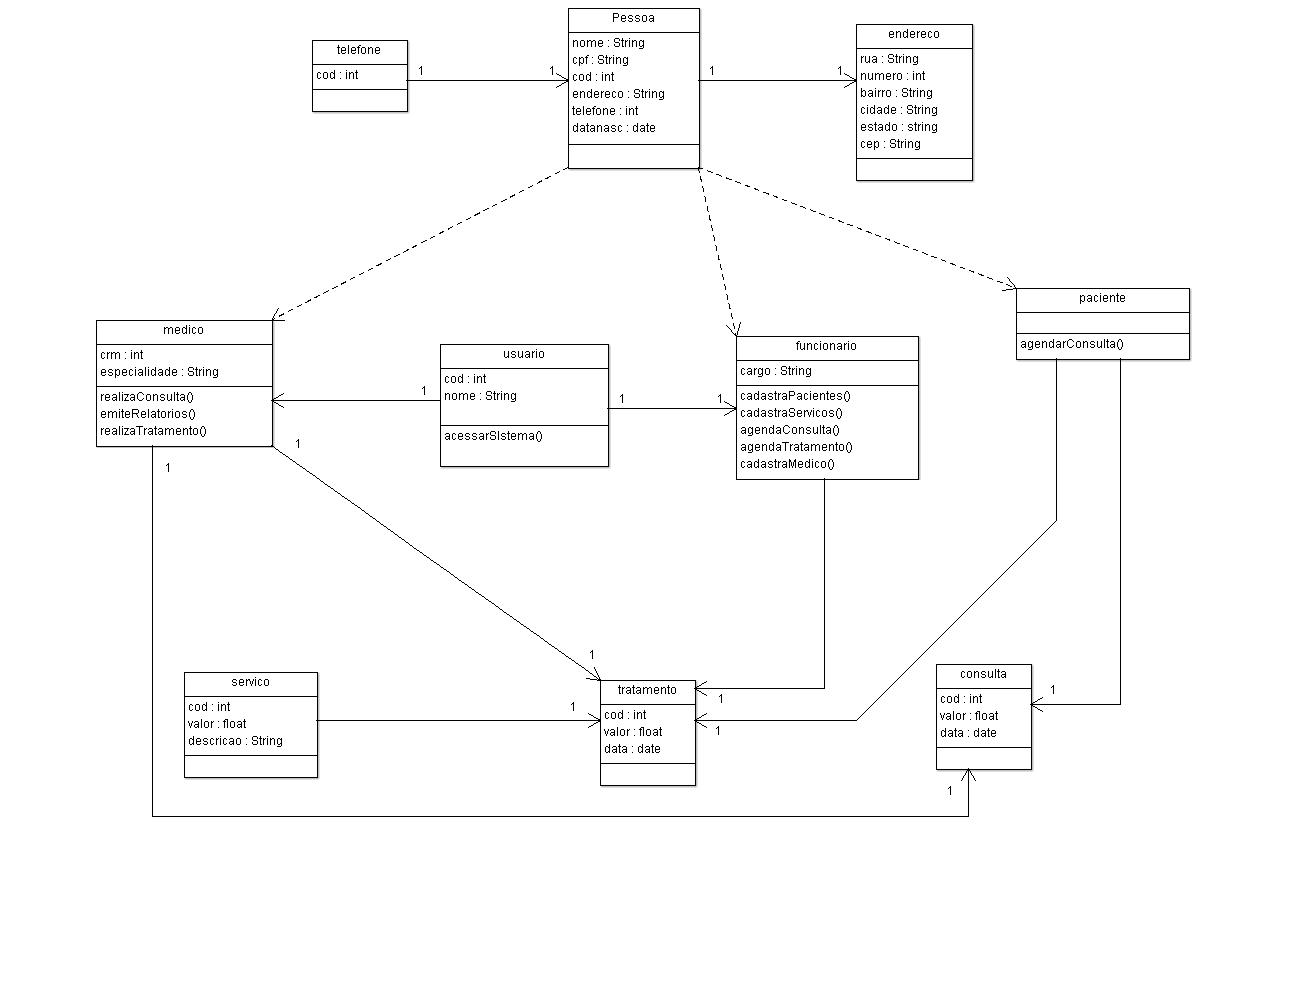 Pessoa
nome : String
cpf : String
cod : int
endereco : String
telefone : int
datanasc : date
telefone
cod : int
1
1
1
1
endereco
rua : String
numero : int
bairro : String
cidade : String
estado : string
cep : String
medico
crm : int
especialidade : String
realizaConsulta()
emiteRelatorios()
realizaTratamento()
1
1
1
usuario
cod : int
nome : String
acessarSIstema()
1
1
funcionario
cargo : String
cadastraPacientes()
cadastraServicos()
agendaConsulta()
agendaTratamento()
cadastraMedico()
paciente
agendarConsulta()
servico
cod : int
valor : float
descricao : String
1
1
tratamento
cod : int
valor : float
data : date
1
1
consulta
cod : int
valor : float
data : date
1
1